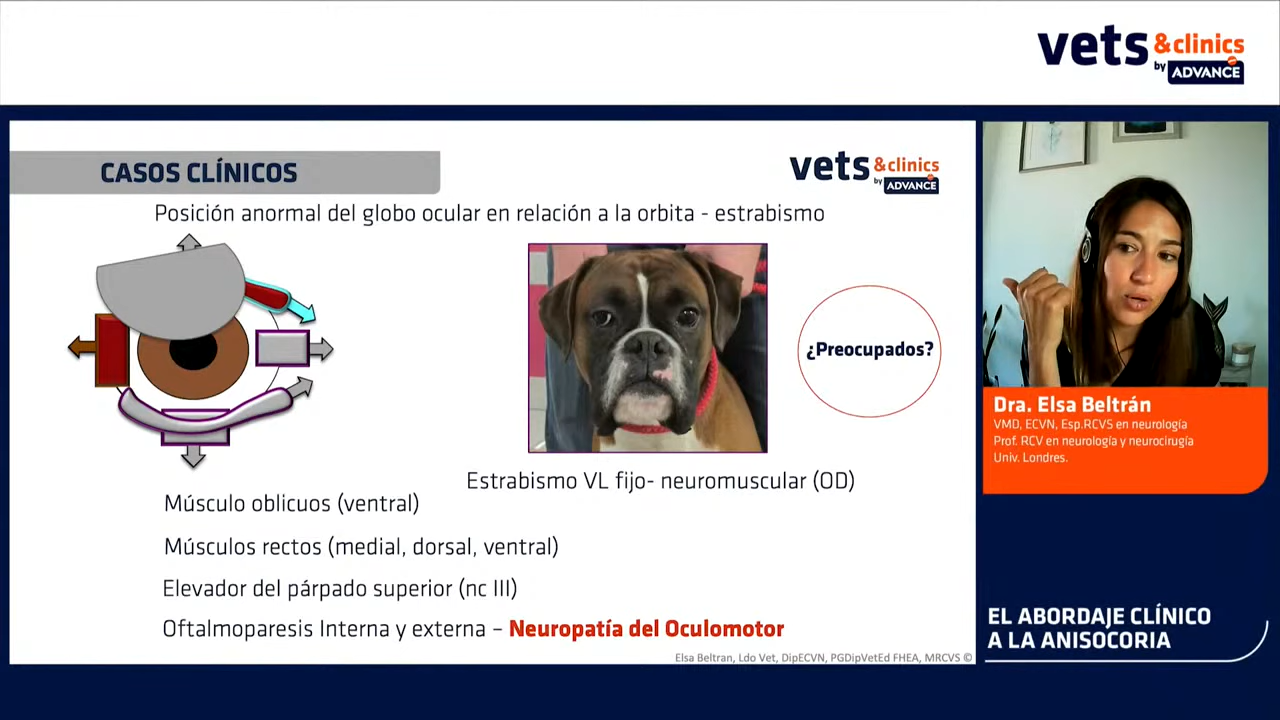 vets &clinics
by ADVANCE
CASOS CLÍNICOS
vets &clinics
by ADVANCE
Posición anormal del globo ocular en relación a la orbita - estrabismo
¿Preocupados?
Estrabismo VL fijo- neuromuscular (OD)
Músculo oblicuos (ventral)
Músculos rectos (medial, dorsal, ventral)
Elevador del párpado superior (nc III)
Oftalmoparesis Interna y externa – Neuropatía del Oculomotor
Elsa Beltran, Ldo Vet, DipECVN, PGDipVetEd FHEA, MRCVS ©
Dra. Elsa Beltrán
VMD, ECVN, Esp.RCVS en neurología
Prof. RCV en neurología y neurocirugía
Univ. Londres.
EL ABORDAJE CLÍNICO
A LA ANISOCORIA